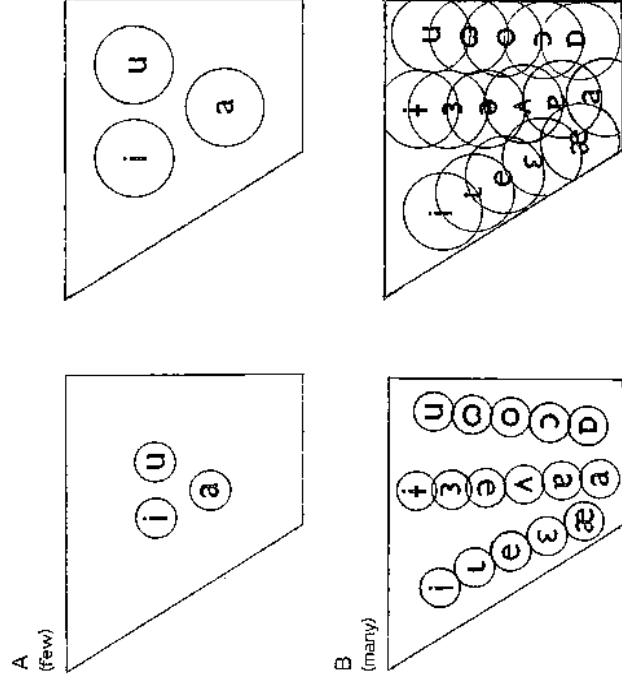 A
(few)
i u
a
i u
a
B
(many)
i ɩ e ɛ æ
ɨ ɜ ə ʌ a
u ɷ o ɔ ɒ
i ɩ e ɛ æ
ɨ ɜ ə ʌ ɐ a
u ɷ o ɔ ɒ